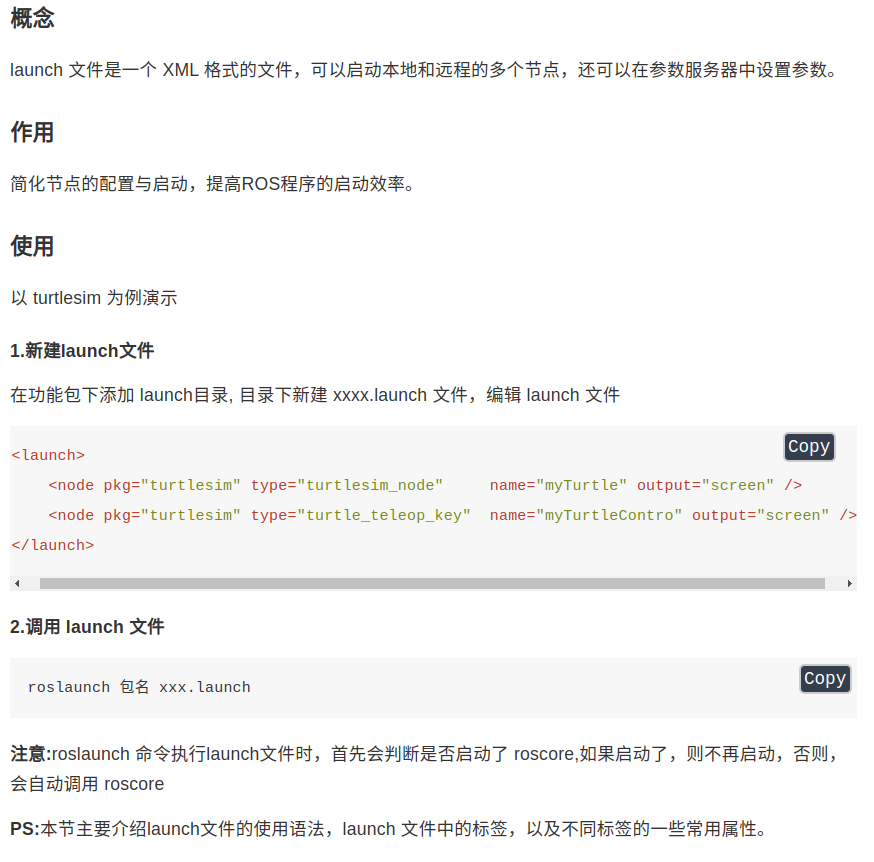 概念
launch 文件是一个 XML 格式的文件，可以启动本地和远程的多个节点，还可以在参数服务器中设置参数。
作用
简化节点的配置与启动，提高ROS程序的启动效率。
使用
以 turtlesim 为例演示
1.新建launch文件
在功能包下添加 launch目录, 目录下新建 xxxx.launch 文件，编辑 launch 文件
Copy
<launch>
    <node pkg="turtlesim" type="turtlesim_node"     name="myTurtle" output="screen" />
    <node pkg="turtlesim" type="turtle_teleop_key"  name="myTurtleContro" output="screen" />
</launch>
2.调用 launch 文件
Copy
roslaunch 包名 xxx.launch
注意:roslaunch 命令执行launch文件时，首先会判断是否启动了 roscore,如果启动了，则不再启动，否则，
会自动调用 roscore
PS:本节主要介绍launch文件的使用语法，launch 文件中的标签，以及不同标签的一些常用属性。